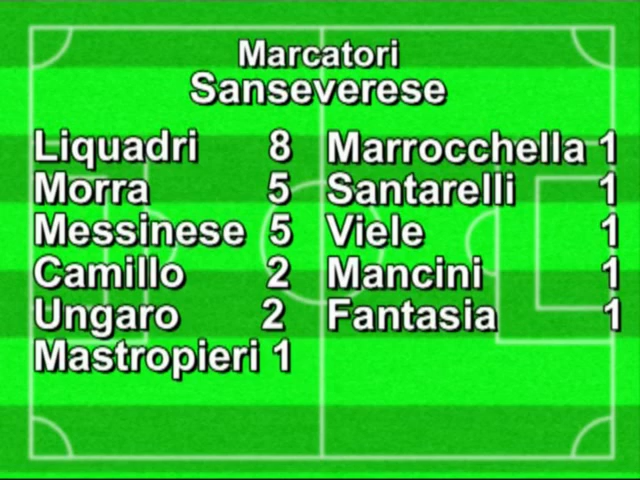 Marcatori
Sanseverese
Liquadri 8
Morra 5
Messinese 5
Camillo 2
Ungaro 2
Mastropieri 1
Marrocchella 1
Santarelli 1
Viele 1
Mancini 1
Fantasia 1